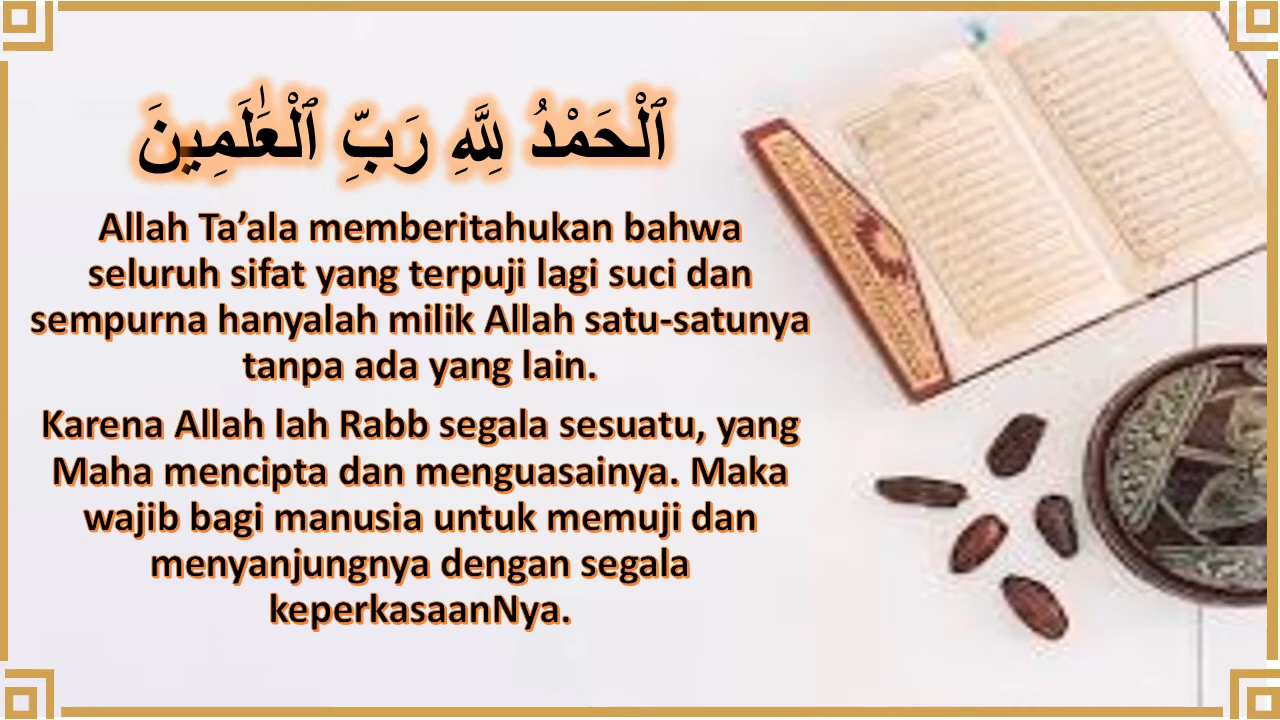 ٱلْحَمْدُ لِلَّهِ رَبِّ ٱلْعَٰلَمِينَ
Allah Ta’ala memberitahukan bahwa
seluruh sifat yang terpuji lagi suci dan
sempurna hanyalah milik Allah satu-satunya
tanpa ada yang lain.
Karena Allah lah Rabb segala sesuatu, yang
Maha mencipta dan menguasainya. Maka
wajib bagi manusia untuk memuji dan
menyanjungnya dengan segala
keperkasaanNya.